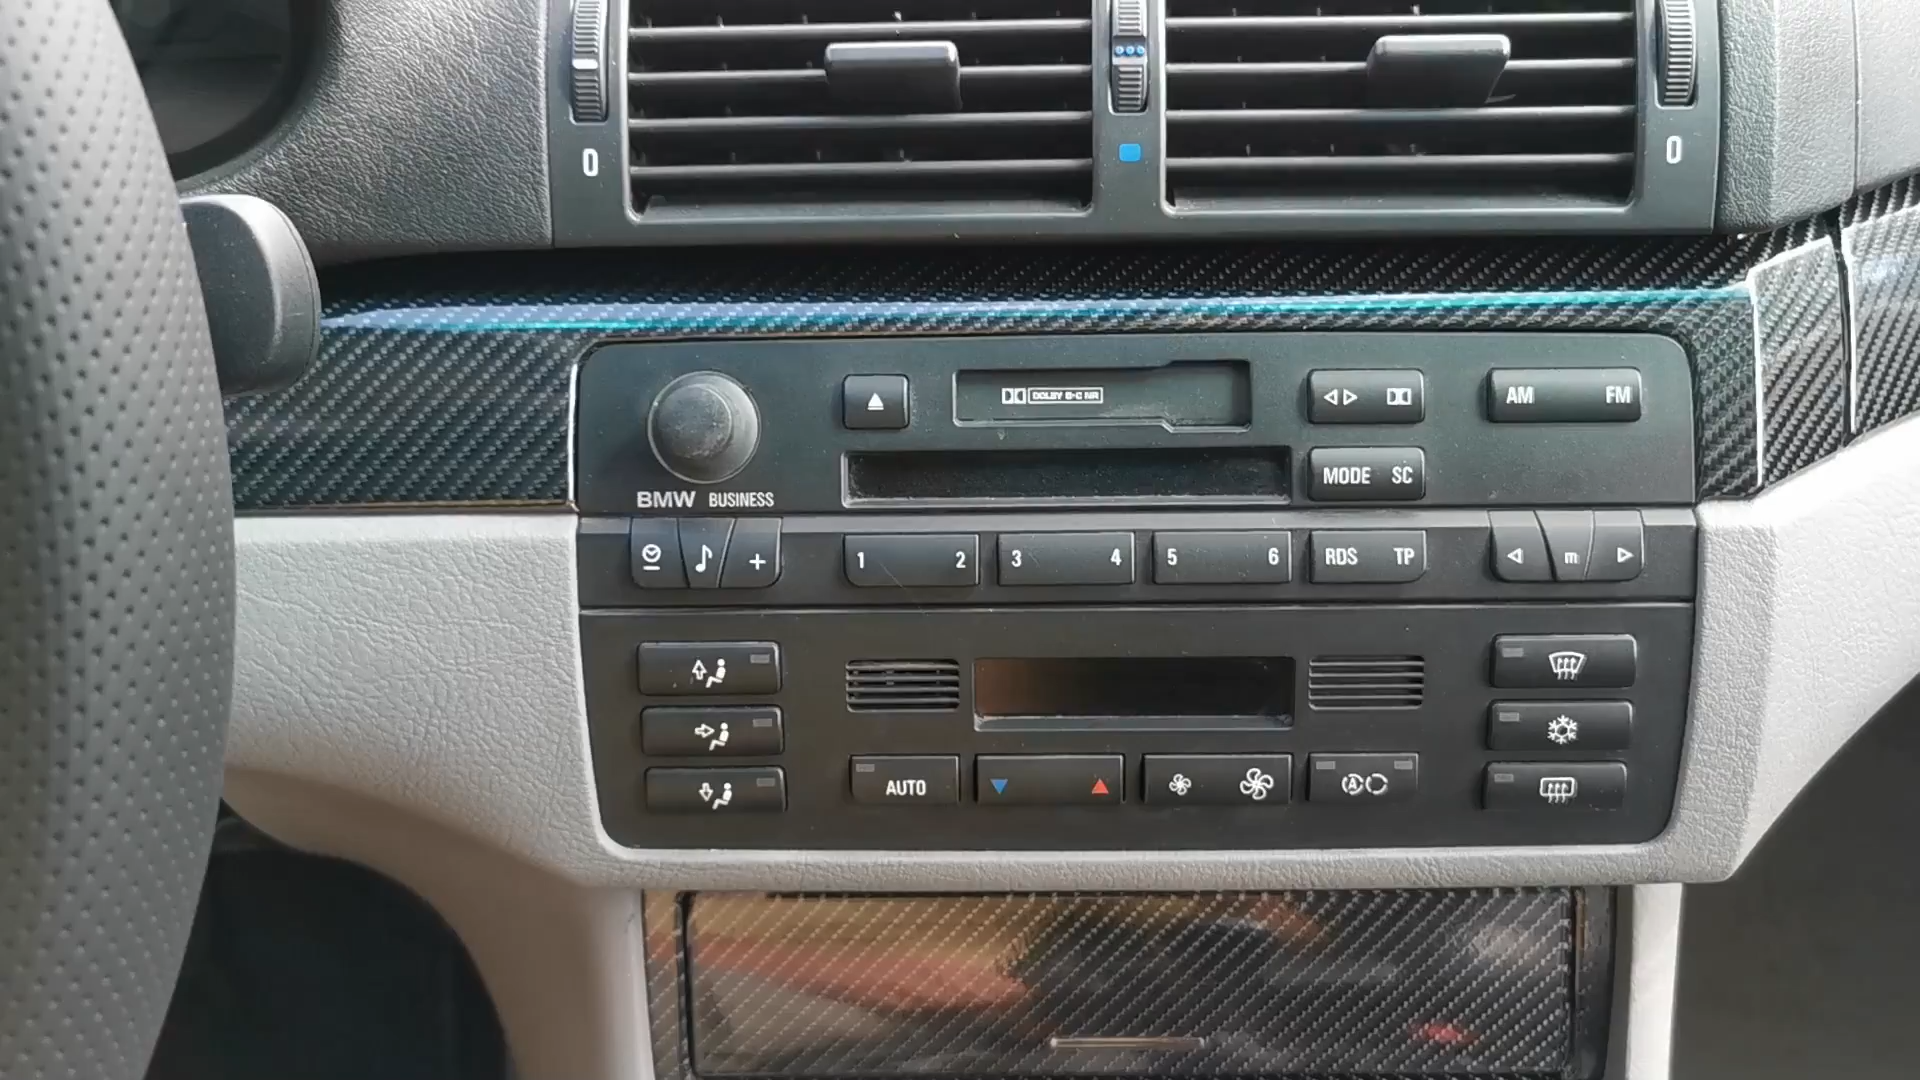 0 0
DOLBY B-C NR AM FM
MODE SC
BMW BUSINESS
+ 1 2 3 4 5 6 RDS TP m
AUTO A